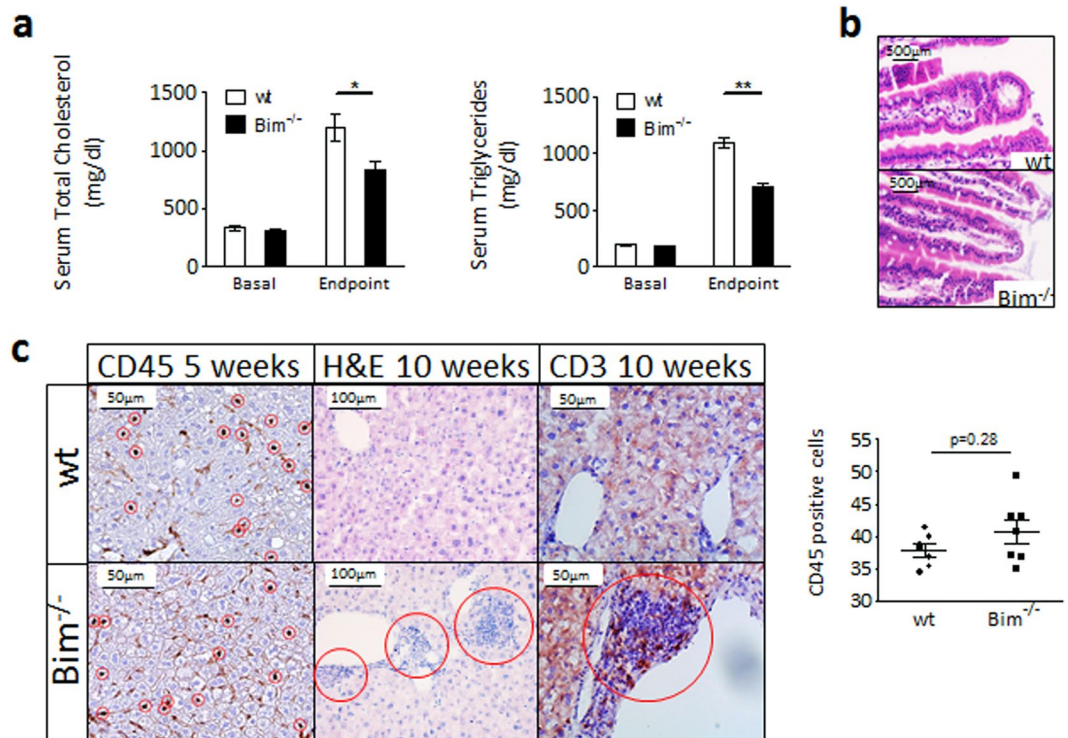 a
Serum Total Cholesterol
(mg/dl)
1500
1000
500
0
wt
Bim⁻/⁻
*
Basal
Endpoint
Serum Triglycerides
(mg/dl)
1500
1000
500
0
wt
Bim⁻/⁻
**
Basal
Endpoint
b
500µm
wt
500µm
Bim⁻/⁻
c
CD45 5 weeks
H&E 10 weeks
CD3 10 weeks
wt
50µm
100µm
50µm
Bim⁻/⁻
50µm
100µm
50µm
CD45 positive cells
55
50
45
40
35
30
p=0.28
wt
Bim⁻/⁻